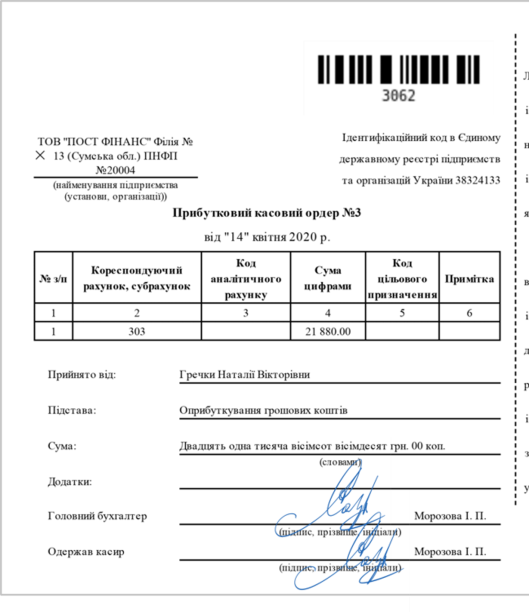 3062
ТОВ "ПОСТ ФІНАНС" Філія №
13 (Сумська обл.) ПНФП
№20004
(найменування підприємства
(установи, організації))
Ідентифікаційний код в Єдиному
державному реєстрі підприємств
та організацій України 38324133
Прибутковий касовий ордер №3
від "14" квітня 2020 р.
№ з/п Кореспондуючий рахунок, субрахунок Код аналітичного рахунку Сума цифрами Код цільового призначення Примітка
1 2 3 4 5 6
1 303 21 880.00
Прийнято від: Гречки Наталії Вікторівни
Підстава: Оприбуткування грошових коштів
Сума: Двадцять одна тисяча вісімсот вісімдесят грн. 00 коп.
(словами)
Додатки:
Головний бухгалтер Морозова І. П.
(підпис, прізвище, ініціали)
Одержав касир Морозова І. П.
(підпис, прізвище, ініціали)